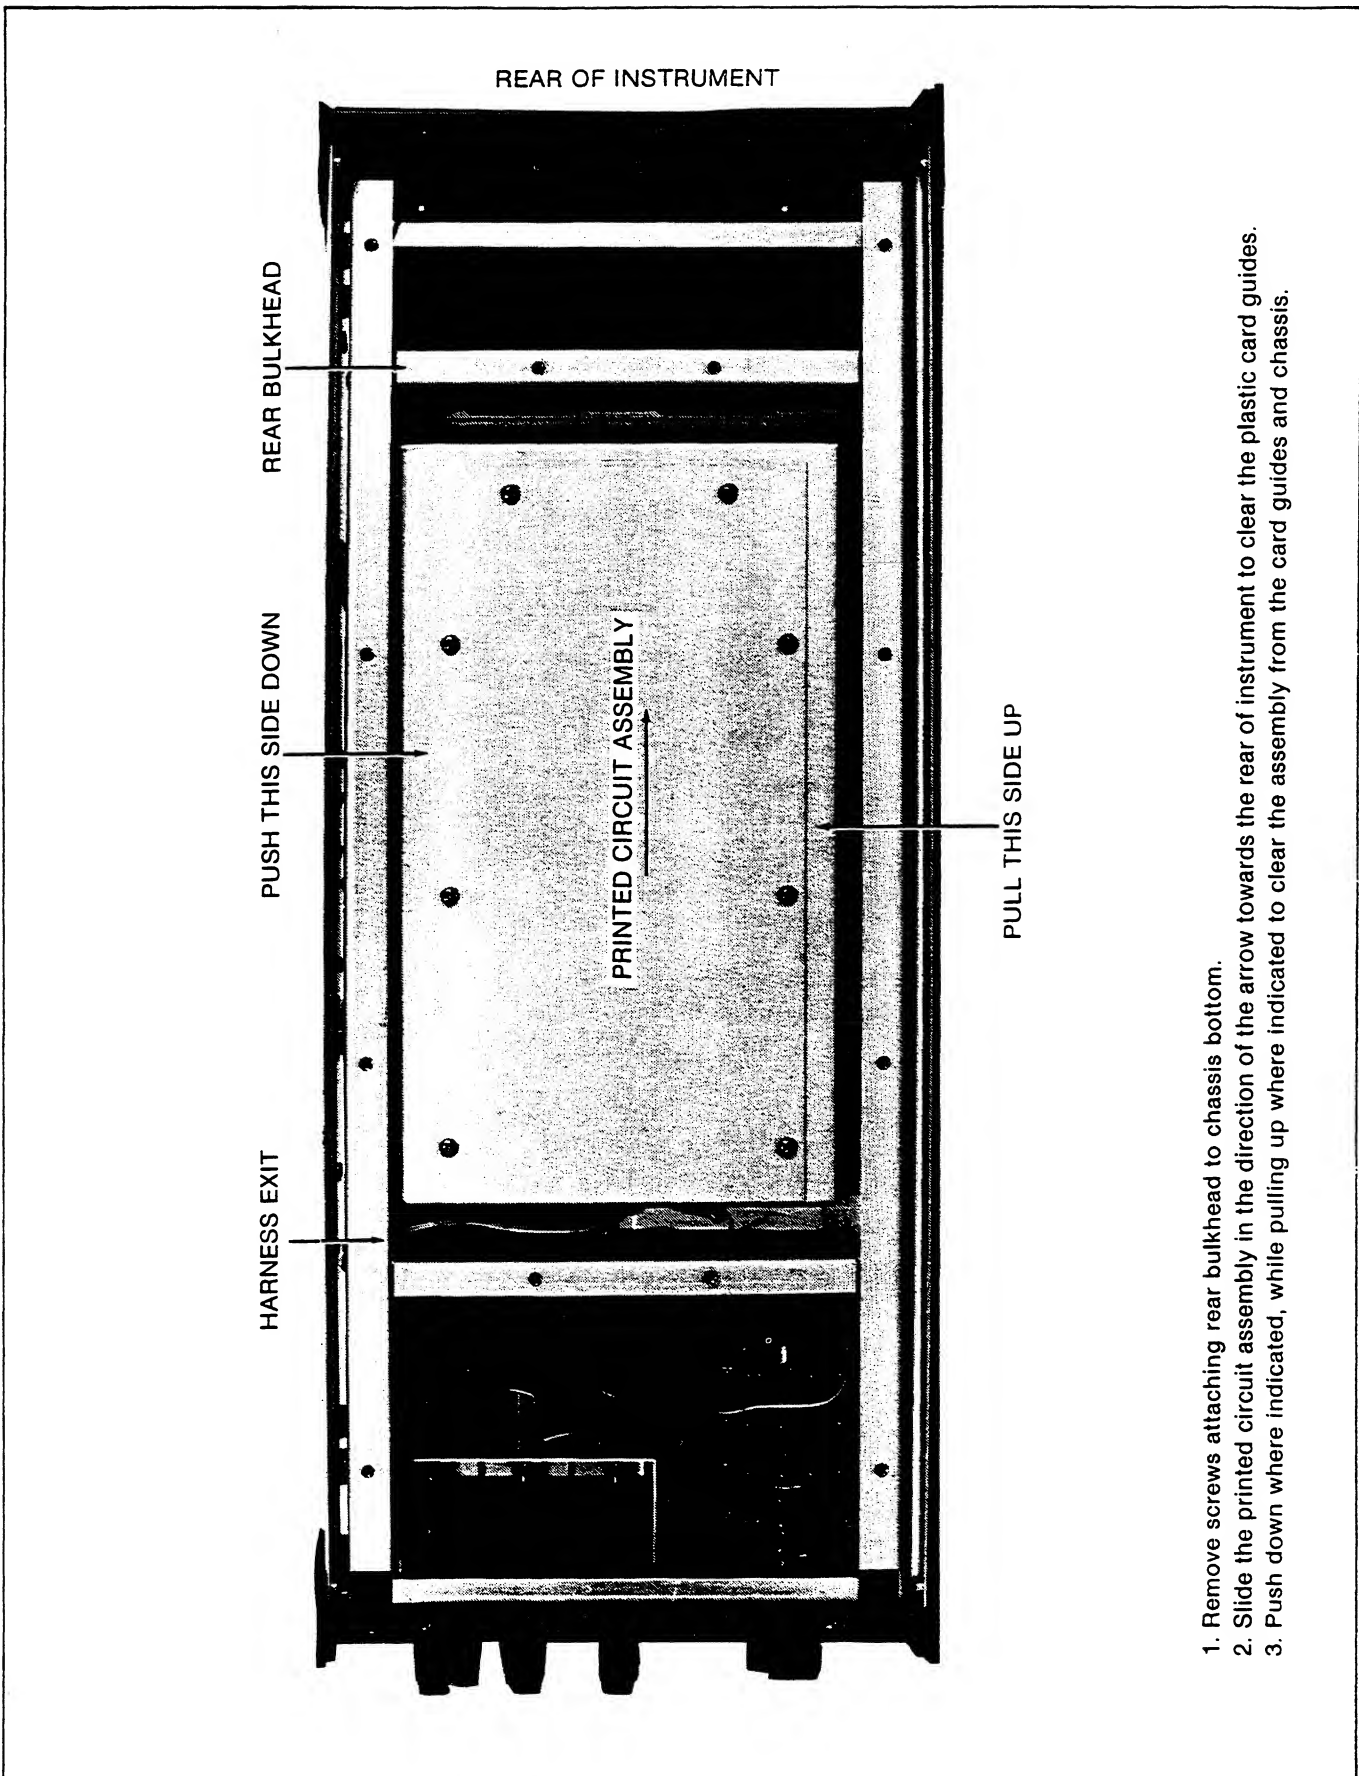 REAR OF INSTRUMENT
HARNESS EXIT
PUSH THIS SIDE DOWN
REAR BULKHEAD
PRINTED CIRCUIT ASSEMBLY
PULL THIS SIDE UP
1. Remove screws attaching rear bulkhead to chassis bottom.
2. Slide the printed circuit assembly in the direction of the arrow towards the rear of instrument to clear the plastic card guides.
3. Push down where indicated, while pulling up where indicated to clear the assembly from the card guides and chassis.